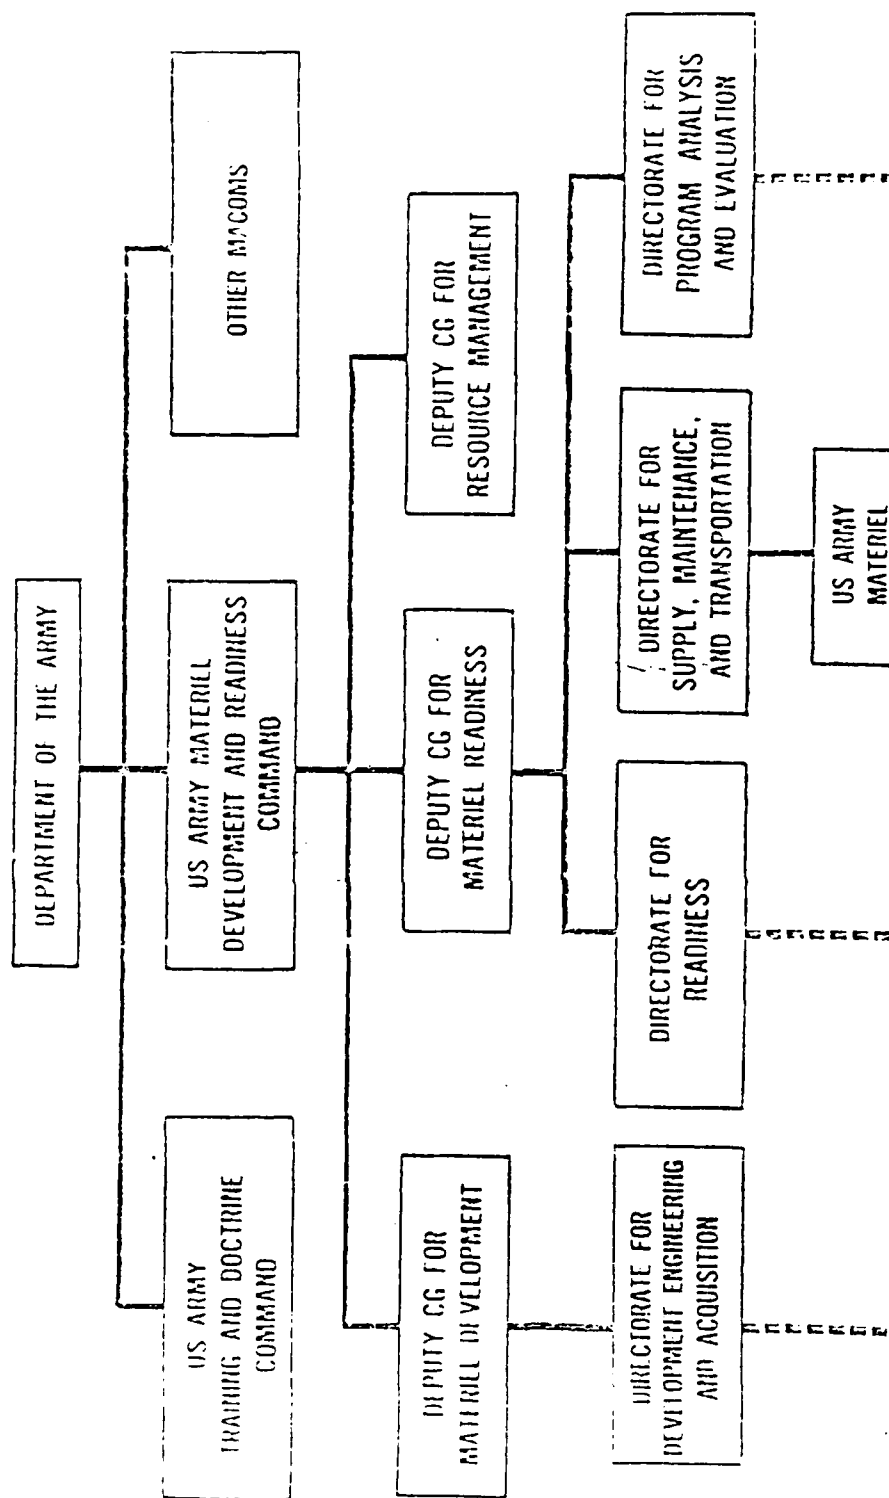 DEPARTMENT OF THE ARMY
US ARMY
TRAINING AND DOCTRINE
COMMAND
US ARMY MATERIEL
DEVELOPMENT AND READINESS
COMMAND
OTHER MACOMS
DEPUTY CG FOR
MATERIEL DEVELOPMENT
DEPUTY CG FOR
MATERIEL READINESS
DEPUTY CG FOR
RESOURCE MANAGEMENT
DIRECTORATE FOR
DEVELOPMENT ENGINEERING
AND ACQUISITION
DIRECTORATE FOR
READINESS
DIRECTORATE FOR
SUPPLY, MAINTENANCE,
AND TRANSPORTATION
DIRECTORATE FOR
PROGRAM ANALYSIS
AND EVALUATION
US ARMY
MATERIEL